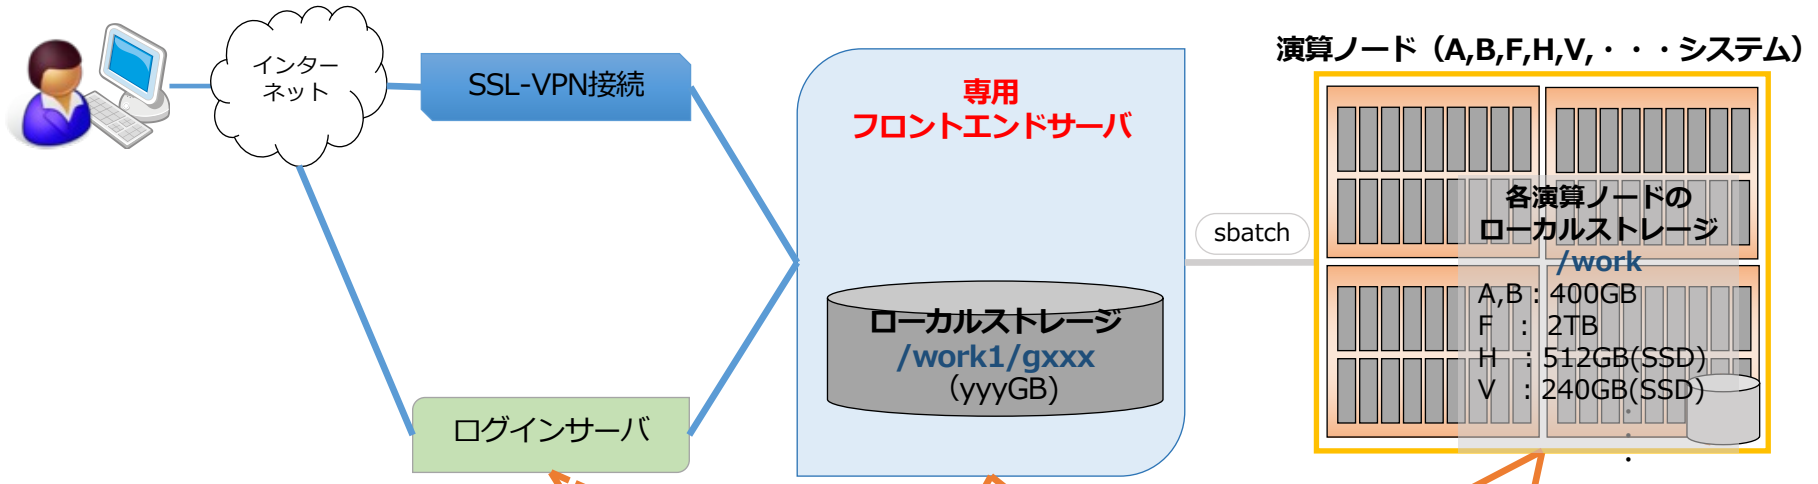 インター
ネット
SSL-VPN接続
ログインサーバ
専用
フロントエンドサーバ
ローカルストレージ
/work1/gxxx
（yyyGB）
sbatch
演算ノード（A,B,F,H,V,・・・システム）
各演算ノードの
ローカルストレージ
/work
A,B：400GB
F　：2TB
H　：512GB(SSD)
V　：240GB(SSD)
・
・
・